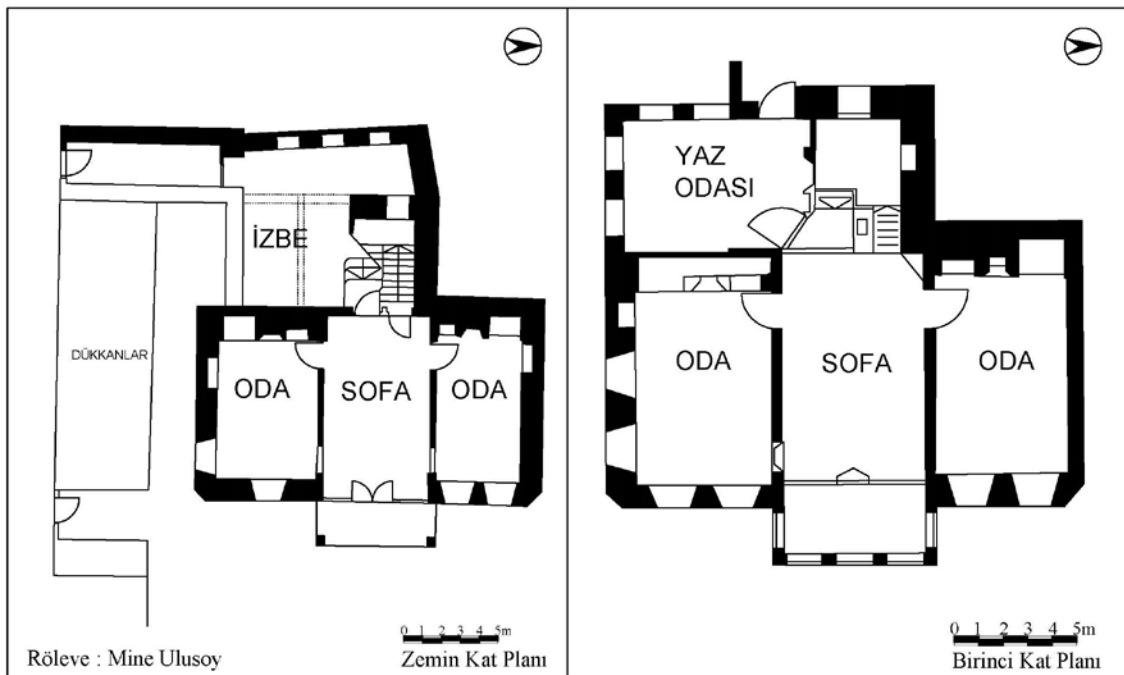 İZBE
DÜKKANLAR
ODA
SOFA
ODA
0 1 2 3 4 5m
Röleve : Mine Ulusoy
Zemin Kat Planı
YAZ
ODASI
ODA
SOFA
ODA
0 1 2 3 4 5m
Birinci Kat Planı